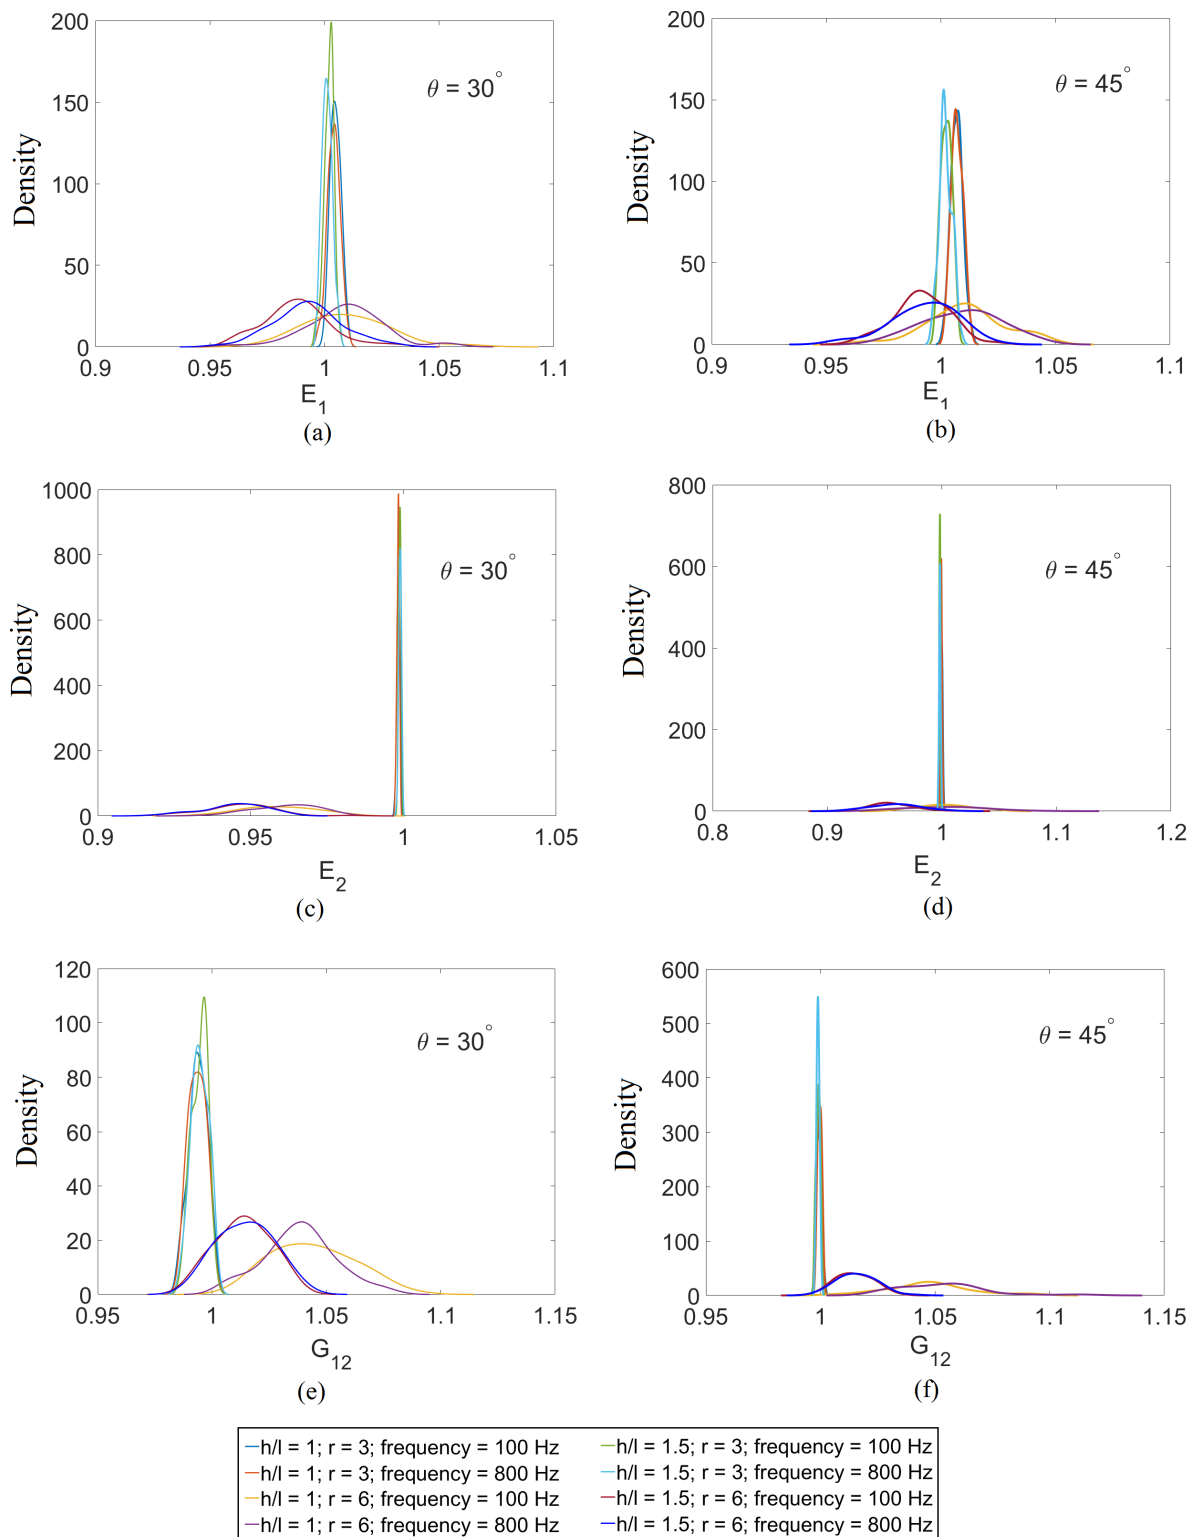 200
150
100
50
0
Density
θ = 30°
0.9 0.95 1 1.05 1.1
E1
(a)
200
150
100
50
0
Density
θ = 45°
0.9 0.95 1 1.05 1.1
E1
(b)
1000
800
600
400
200
0
Density
θ = 30°
0.9 0.95 1 1.05
E2
(c)
800
600
400
200
0
Density
θ = 45°
0.8 0.9 1 1.1 1.2
E2
(d)
120
100
80
60
40
20
0
Density
θ = 30°
0.95 1 1.05 1.1 1.15
G12
(e)
600
500
400
300
200
100
0
Density
θ = 45°
0.95 1 1.05 1.1 1.15
G12
(f)
h/l = 1; r = 3; frequency = 100 Hz
h/l = 1; r = 3; frequency = 800 Hz
h/l = 1; r = 6; frequency = 100 Hz
h/l = 1; r = 6; frequency = 800 Hz
h/l = 1.5; r = 3; frequency = 100 Hz
h/l = 1.5; r = 3; frequency = 800 Hz
h/l = 1.5; r = 6; frequency = 100 Hz
h/l = 1.5; r = 6; frequency = 800 Hz